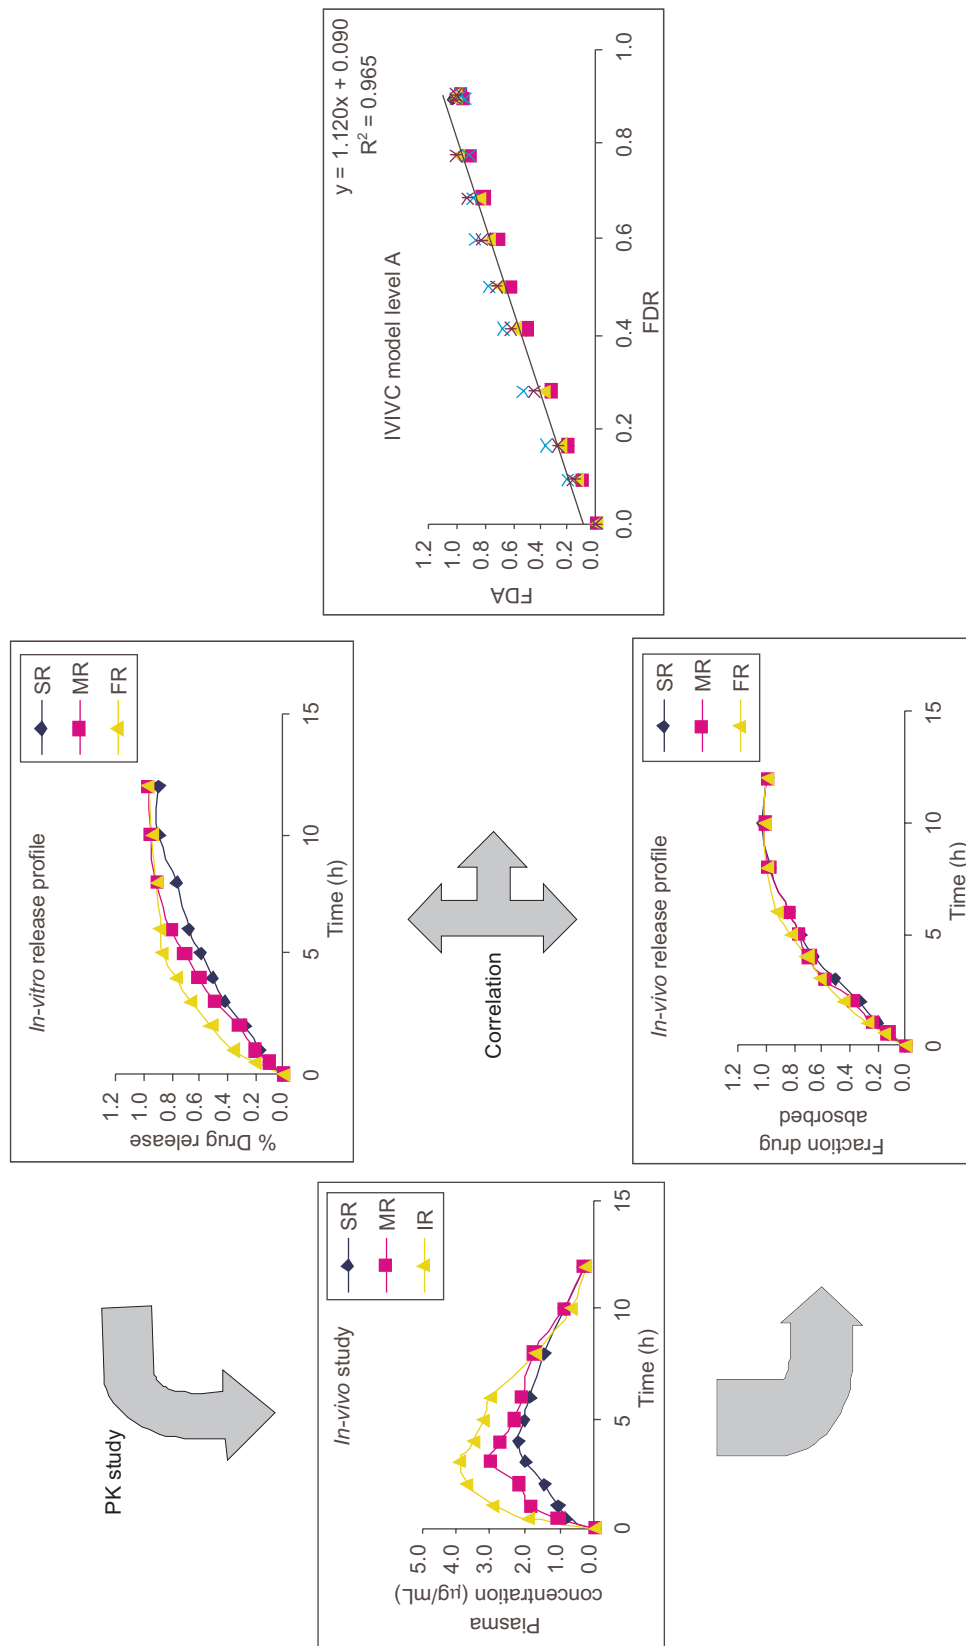 PK study
In-vivo study
SR
MR
IR
Piasma
concentration (µg/mL)
5.0
4.0
3.0
2.0
1.0
0.0
0
5
10
15
Time (h)
In-vitro release profile
SR
MR
FR
% Drug release
1.2
1.0
0.8
0.6
0.4
0.2
0.0
0
5
10
15
Time (h)
Correlation
In-vivo release profile
SR
MR
FR
Fraction drug
absorbed
1.2
1.0
0.8
0.6
0.4
0.2
0.0
0
5
10
15
Time (h)
IVIVC model level A
y = 1.120x + 0.090
R² = 0.965
FDA
1.2
1.0
0.8
0.6
0.4
0.2
0.0
0.0
0.2
0.4
0.6
0.8
1.0
FDR